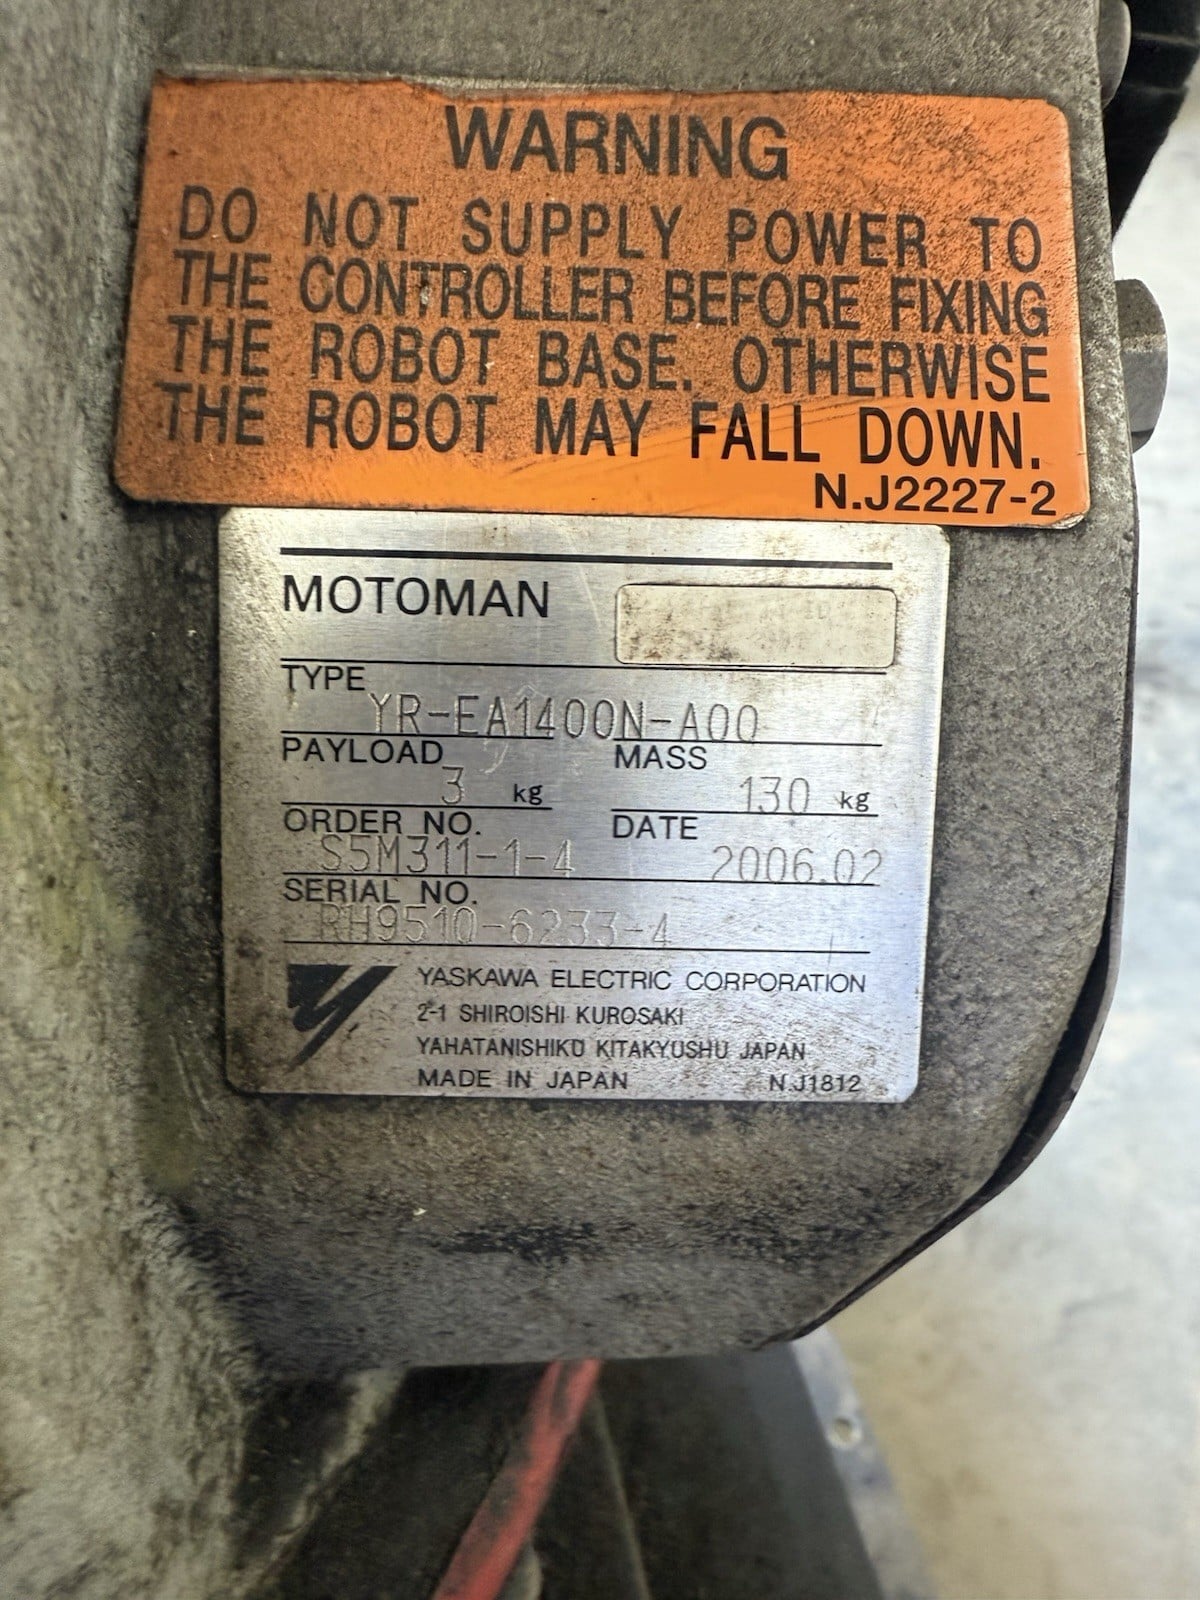 WARNING
DO NOT SUPPLY POWER TO
THE CONTROLLER BEFORE FIXING
THE ROBOT BASE. OTHERWISE
THE ROBOT MAY FALL DOWN.
N.J2227-2
MOTOMAN
TYPE
YR-EA1400N-A00
PAYLOAD 3 kg MASS 130 kg
ORDER NO. S5M311-1-4 DATE 2006.02
SERIAL NO.
RH9510-6233-4
YASKAWA ELECTRIC CORPORATION
2-1 SHIROISHI KUROSAKI
YAHATANISHIKU KITAKYUSHU JAPAN
MADE IN JAPAN N.J1812